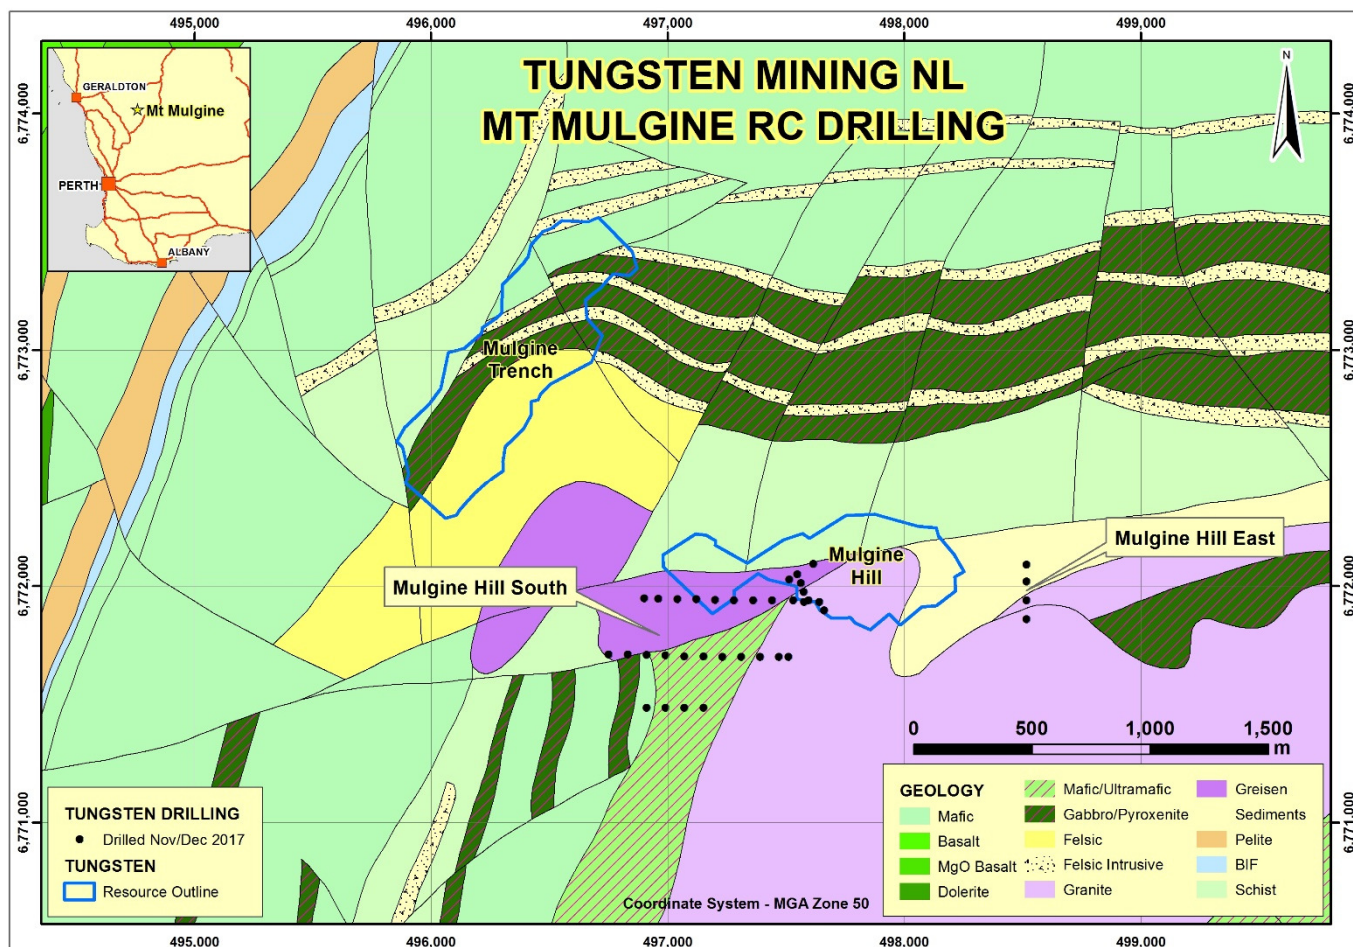 495,000 496,000 497,000 498,000 499,000
6,774,000
6,774,000
TUNGSTEN MINING NL
MT MULGINE RC DRILLING
N
GERALDTON
Mt Mulgine
PERTH
ALBANY
6,773,000
6,773,000
Mulgine
Trench
6,772,000
6,772,000
Mulgine
Hill
Mulgine Hill East
Mulgine Hill South
0 500 1,000 1,500
m
6,771,000
6,771,000
TUNGSTEN DRILLING
Drilled Nov/Dec 2017
TUNGSTEN
Resource Outline
GEOLOGY
Mafic
Basalt
MgO Basalt
Dolerite
Mafic/Ultramafic
Gabbro/Pyroxenite
Felsic
Felsic Intrusive
Granite
Greisen
Sediments
Pelite
BIF
Schist
Coordinate System - MGA Zone 50
495,000 496,000 497,000 498,000 499,000